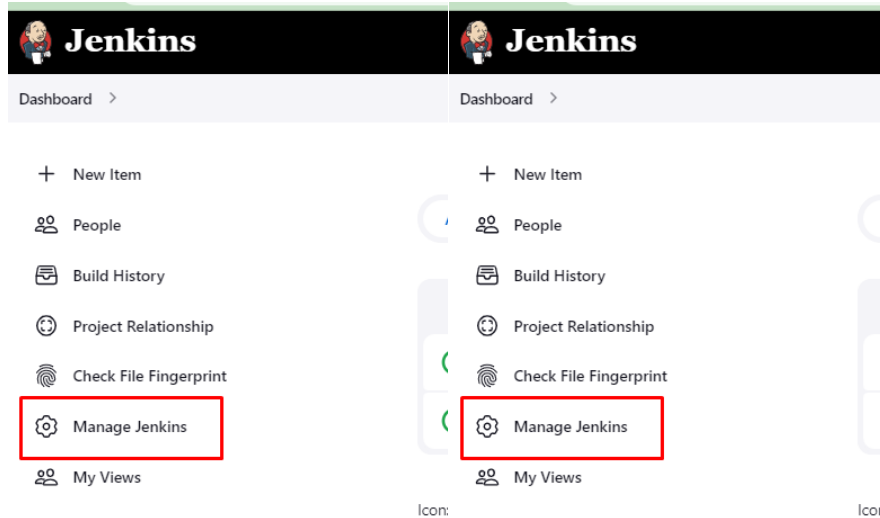 Jenkins
Dashboard >
New Item
People
Build History
Project Relationship
Check File Fingerprint
Manage Jenkins
My Views
Jenkins
Dashboard >
New Item
People
Build History
Project Relationship
Check File Fingerprint
Manage Jenkins
My Views